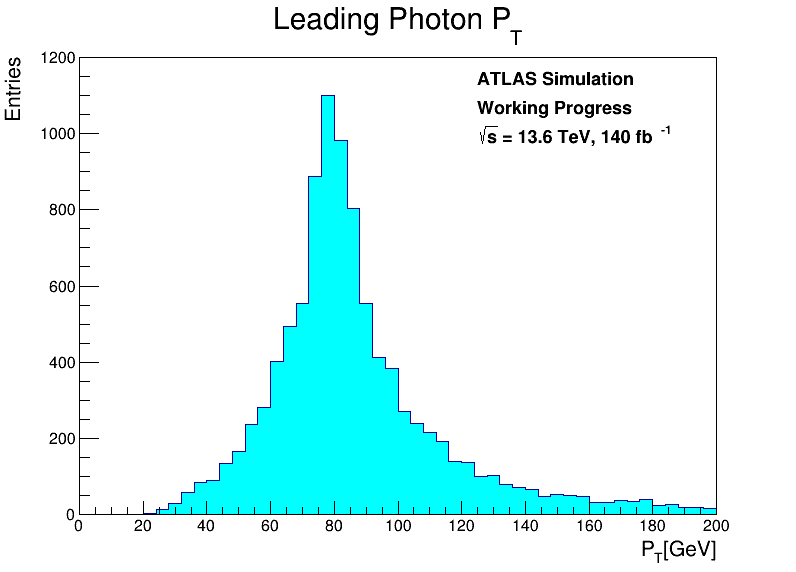 Leading Photon P_T
Entries
ATLAS Simulation
Working Progress
√s = 13.6 TeV, 140 fb ⁻¹
1200
1000
800
600
400
200
0
0 20 40 60 80 100 120 140 160 180 200
P_T[GeV]